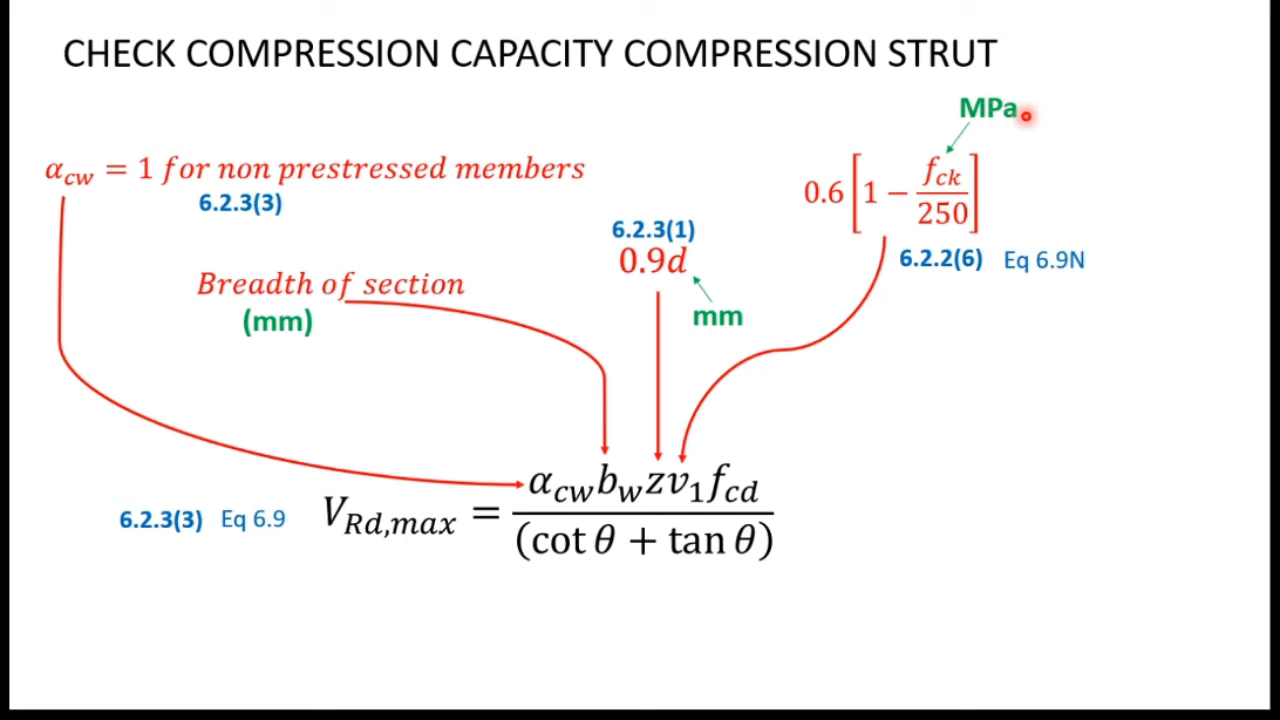 CHECK COMPRESSION CAPACITY COMPRESSION STRUT
MPa
α_cw = 1 for non prestressed members
6.2.3(3)
0.6[1 − f_ck/250]
6.2.3(1)
0.9d
6.2.2(6) Eq 6.9N
Breadth of section
(mm)
mm
6.2.3(3) Eq 6.9 V_Rd,max = α_cw b_w z v_1 f_cd / (cot θ + tan θ)